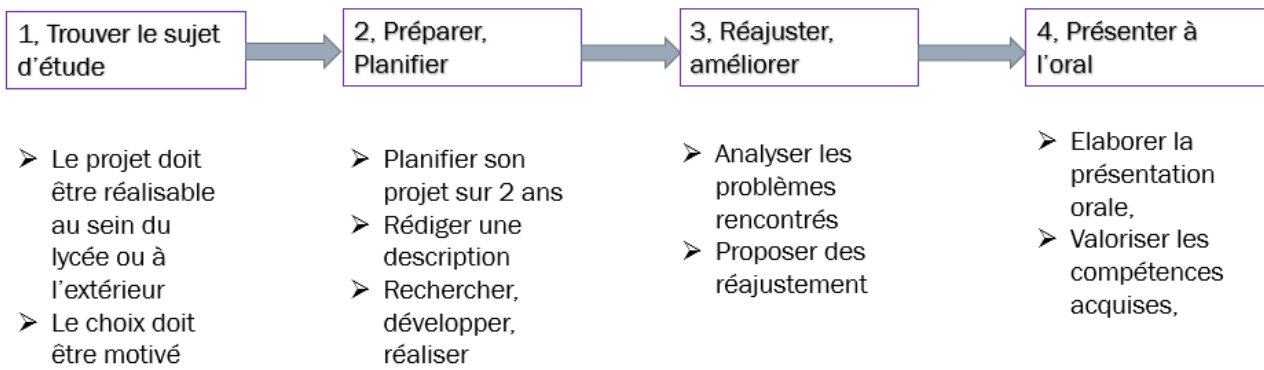 1, Trouver le sujet
d'étude
2, Préparer,
Planifier
3, Réajuster,
améliorer
4, Présenter à
l'oral
➤ Le projet doit
être réalisable
au sein du
lycée ou à
l'extérieur
➤ Le choix doit
être motivé
➤ Planifier son
projet sur 2 ans
➤ Rédiger une
description
➤ Rechercher,
développer,
réaliser
➤ Analyser les
problèmes
rencontrés
➤ Proposer des
réajustement
➤ Elaborer la
présentation
orale,
➤ Valoriser les
compétences
acquises,